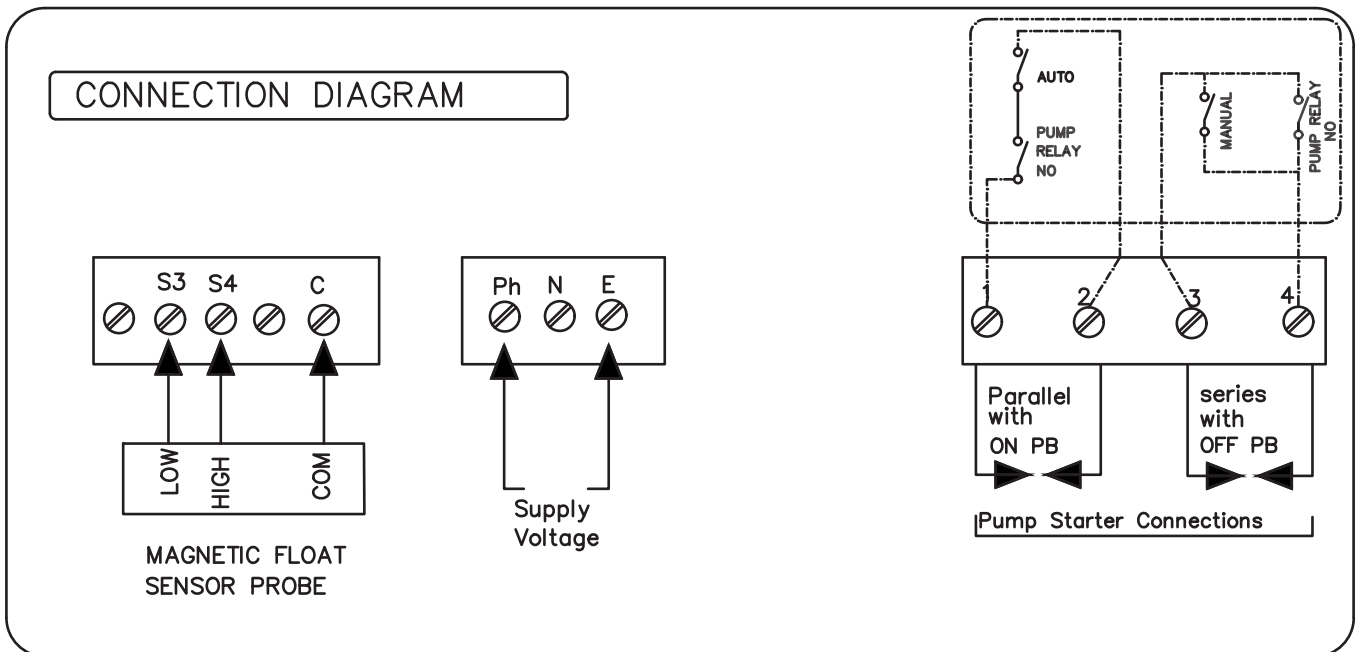 CONNECTION DIAGRAM
AUTO
PUMP
RELAY
NO
MANUAL
PUMP RELAY
NO
S3 S4 C
Ph N E
1 2 3 4
LOW
HIGH
COM
MAGNETIC FLOAT
SENSOR PROBE
Supply
Voltage
Parallel
with
ON PB
series
with
OFF PB
Pump Starter Connections